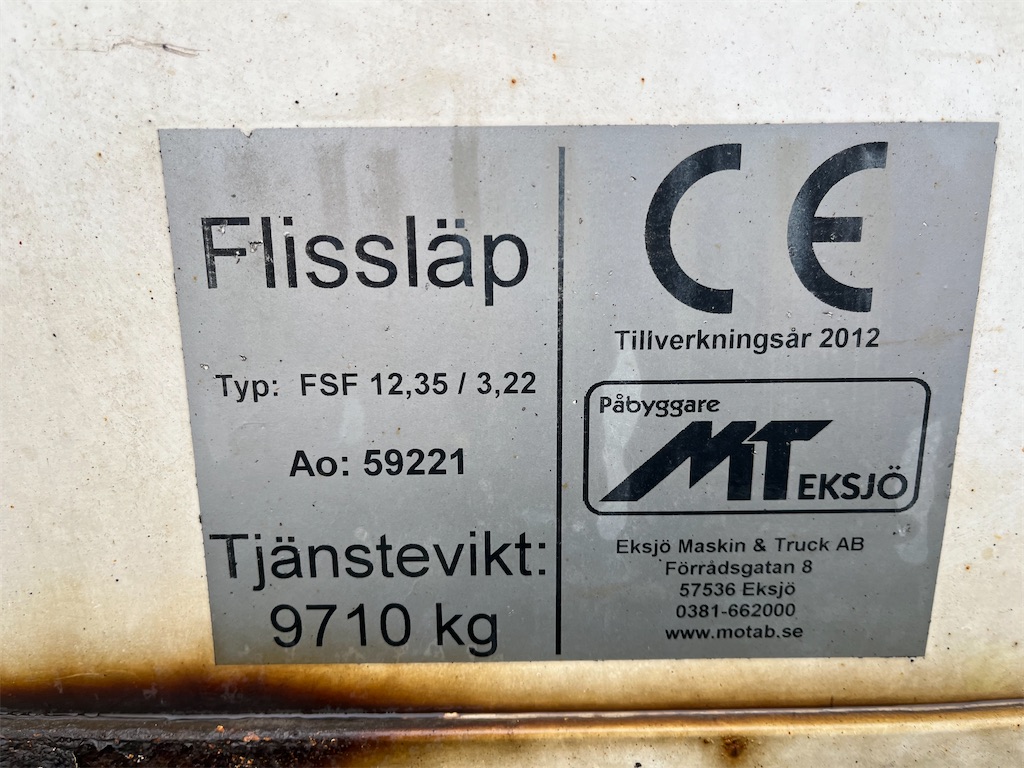 Flissläp
Typ: FSF 12,35 / 3,22
Ao: 59221
Tjänstevikt:
9710 kg
CE
Tillverkningsår 2012
Påbyggare
MT EKSJÖ
Eksjö Maskin & Truck AB
Förrådsgatan 8
57536 Eksjö
0381-662000
www.motab.se